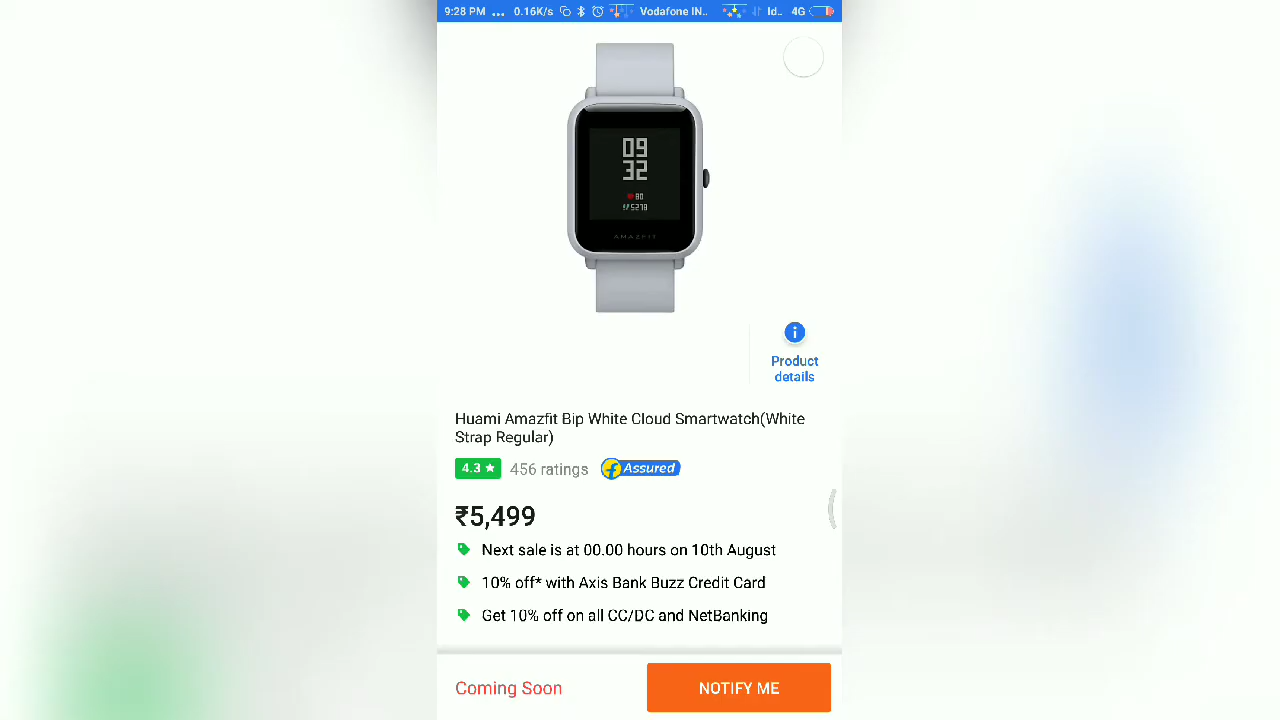 9:28 PM ... 0.16K/s Vodafone IN.. Id.. 4G
09
32
80
5278
AMAZFIT
Product
details
Huami Amazfit Bip White Cloud Smartwatch(White
Strap Regular)
4.3 ★ 456 ratings Assured
₹5,499
Next sale is at 00.00 hours on 10th August
10% off* with Axis Bank Buzz Credit Card
Get 10% off on all CC/DC and NetBanking
Coming Soon NOTIFY ME